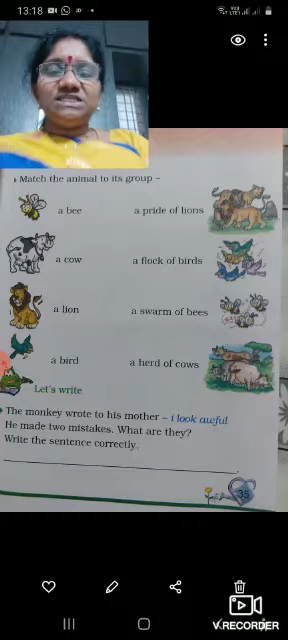 13:18
Match the animal to its group –
a bee a pride of lions
a cow a flock of birds
a lion a swarm of bees
a bird a herd of cows
Let's write
The monkey wrote to his mother – i look awful
He made two mistakes. What are they?
Write the sentence correctly.
35
V.RECORDER